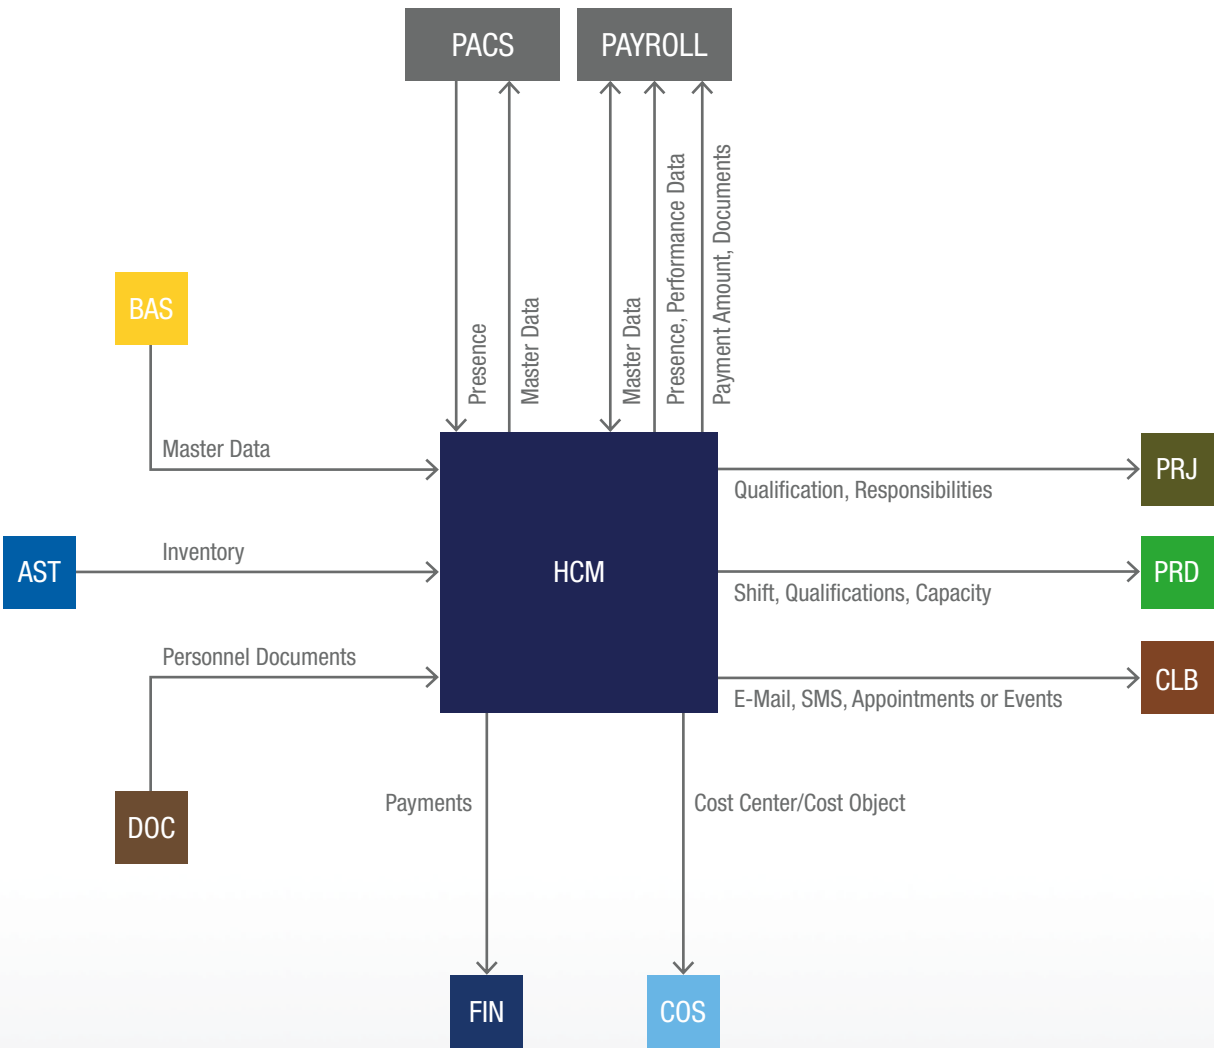 PACS
PAYROLL
Presence
Master Data
Master Data
Presence, Performance Data
Payment Amount, Documents
BAS
Master Data
AST
Inventory
Personnel Documents
DOC
HCM
Qualification, Responsibilities
PRJ
Shift, Qualifications, Capacity
PRD
E-Mail, SMS, Appointments or Events
CLB
Payments
Cost Center/Cost Object
FIN
COS